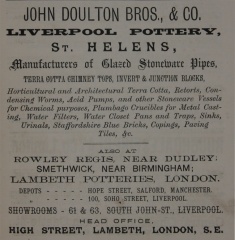 JOHN DOULTON BROS., & CO.
LIVERPOOL POTTERY,
ST. HELENS,
Manufacturers of Glazed Stoneware Pipes,
TERRA COTTA CHIMNEY TOPS, INVERT & JUNCTION BLOCKS,
Horticultural and Architectural Terra Cotta, Retorts, Con-
densing Worms, Acid Pumps, and other Stoneware Vessels
for Chemical purposes, Plumbago Crucibles for Metal Cast-
ing, Water Filters, Water Closet Pans and Traps, Sinks,
Urinals, Staffordshire Blue Bricks, Copings, Paving
Tiles, &c.
ALSO AT
ROWLEY REGIS, NEAR DUDLEY;
SMETHWICK, NEAR BIRMINGHAM;
LAMBETH POTTERIES, LONDON.
DEPOTS ----- HOPE STREET, SALFORD, MANCHESTER.
----- 100, SOHO STREET, LIVERPOOL.
SHOWROOMS - 61 & 63, SOUTH JOHN-ST., LIVERPOOL.
HEAD OFFICE,
HIGH STREET, LAMBETH, LONDON, S.E.